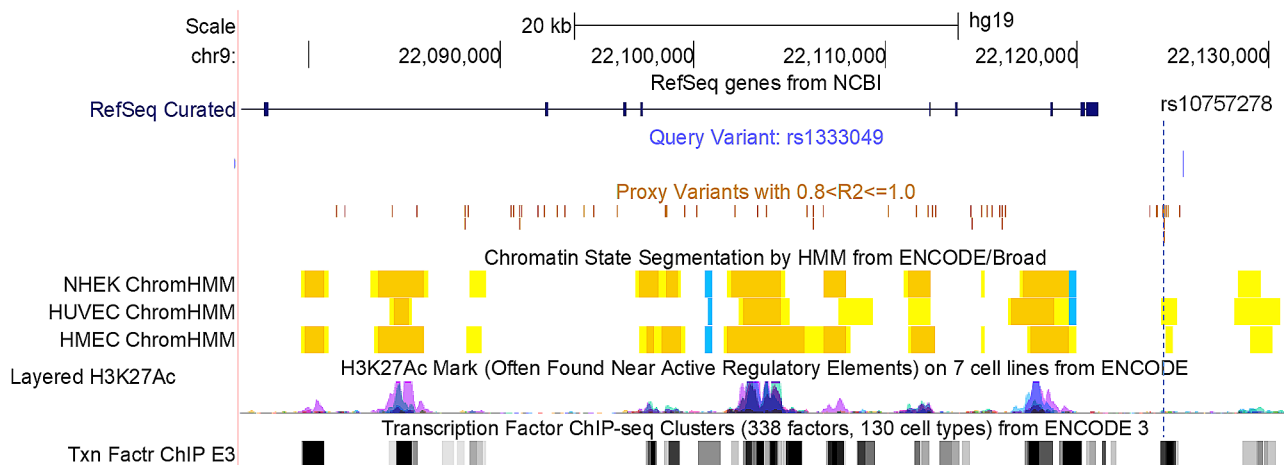 Scale 20 kb hg19
chr9: 22,090,000 22,100,000 22,110,000 22,120,000 22,130,000
RefSeq genes from NCBI
RefSeq Curated rs10757278
Query Variant: rs1333049
Proxy Variants with 0.8<R2<=1.0
Chromatin State Segmentation by HMM from ENCODE/Broad
NHEK ChromHMM
HUVEC ChromHMM
HMEC ChromHMM
H3K27Ac Mark (Often Found Near Active Regulatory Elements) on 7 cell lines from ENCODE
Layered H3K27Ac
Transcription Factor ChIP-seq Clusters (338 factors, 130 cell types) from ENCODE 3
Txn Factr ChIP E3